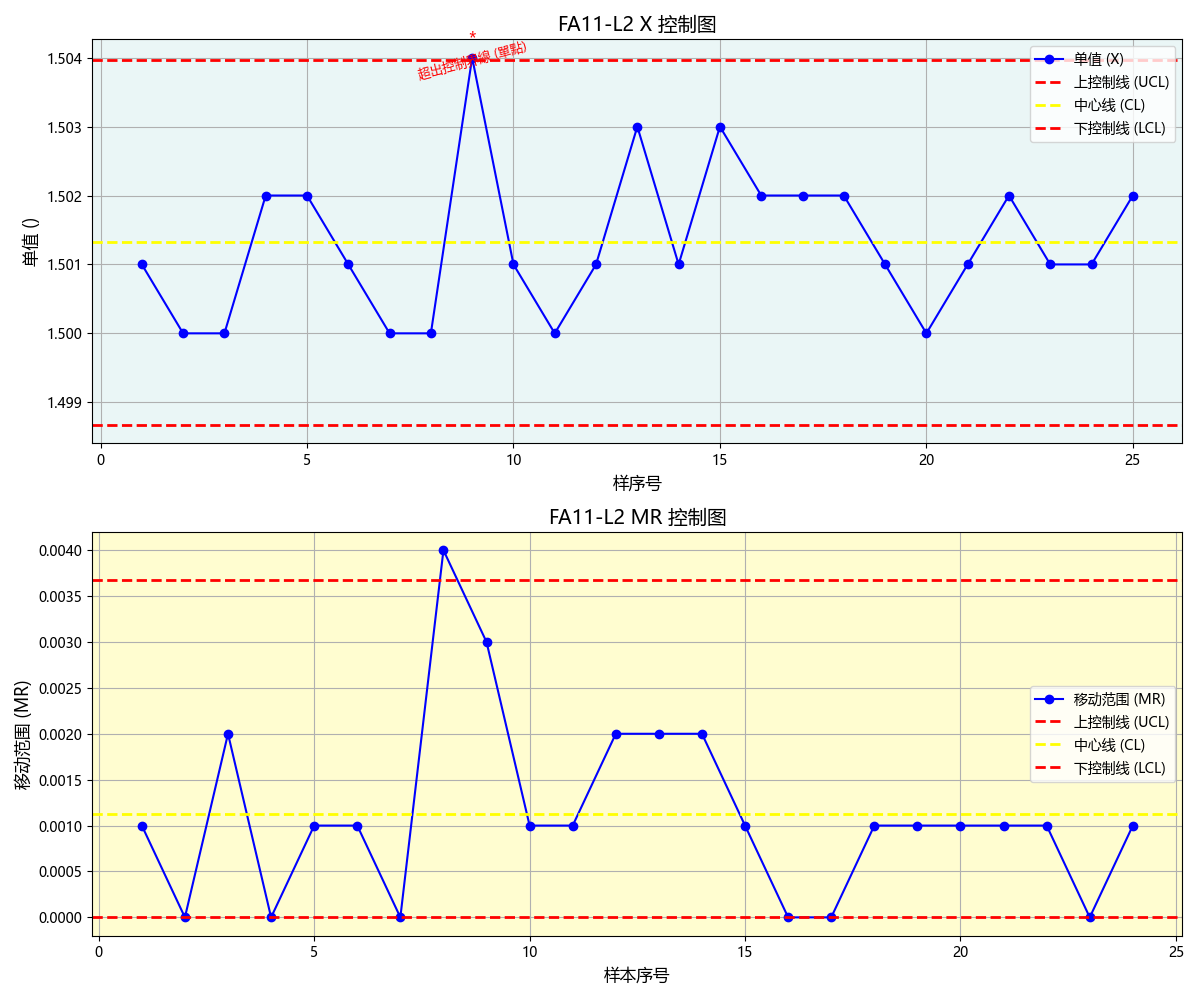 FA11-L2 X 控制图
*
超出控制界線 (單點)
单值 (X)
上控制线 (UCL)
中心线 (CL)
下控制线 (LCL)
单值 ()
1.504
1.503
1.502
1.501
1.500
1.499
0 5 10 15 20 25
样序号
FA11-L2 MR 控制图
移动范围 (MR)
上控制线 (UCL)
中心线 (CL)
下控制线 (LCL)
移动范围 (MR)
0.0040
0.0035
0.0030
0.0025
0.0020
0.0015
0.0010
0.0005
0.0000
0 5 10 15 20 25
样本序号